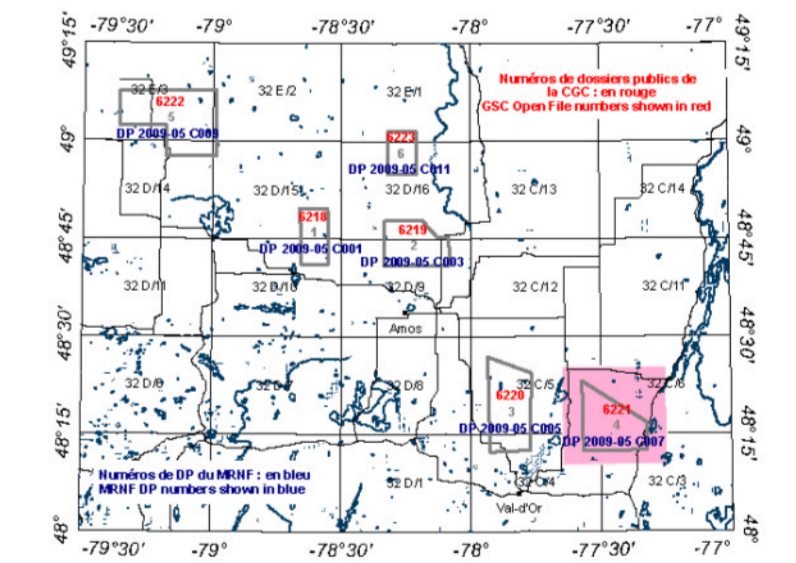 -79°30' -79° -78°30' -78° -77°30' -77°
49°15' 49°15'
Numéros de dossiers publics de
la CGC : en rouge
GSC Open File numbers shown in red
32 E/3 32 E/2 32 E/1
6222
5
DP 2009-05 C009
49° 49°
6223
6
DP 2009-05 C011
32 D/14 32 D/15 32 D/16 32 C/13 32 C/14
6218
1
DP 2009-05 C001
6219
2
DP 2009-05 C003
48°45' 48°45'
32 D/11 32 D/10 32 D/9 32 C/12 32 C/11
Amos
48°30' 48°30'
32 D/6 32 D/7 32 D/8 32 C/5 32 C/6
6220
3
DP 2009-05 C005
6221
4
DP 2009-05 C007
48°15' 48°15'
Numéros de DP du MRNF : en bleu
MRNF DP numbers shown in blue
32 D/1 32 C/4 32 C/3
Val-d'Or
48° 48°
-79°30' -79° -78°30' -78° -77°30' -77°